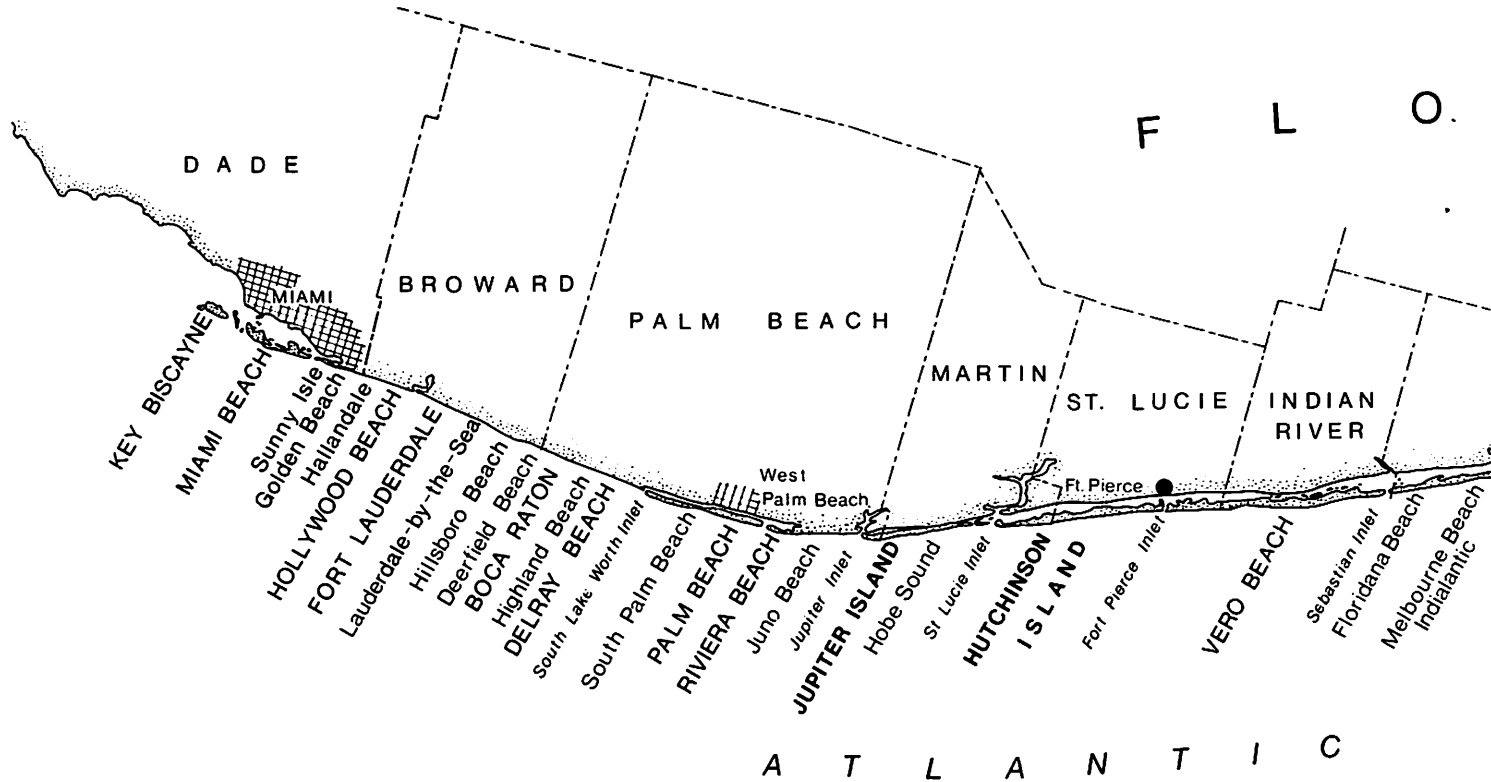 F L O
DADE
BROWARD
PALM BEACH
MARTIN
ST. LUCIE
INDIAN
RIVER
MIAMI
West
Palm Beach
Ft. Pierce
KEY BISCAYNE
MIAMI BEACH
Sunny Isle
Golden Beach
Hallandale
HOLLYWOOD BEACH
FORT LAUDERDALE
Lauderdale-by-the-Sea
Hillsboro Beach
Deerfield Beach
BOCA RATON
Highland Beach
DELRAY BEACH
South Lake Worth Inlet
South Palm Beach
PALM BEACH
RIVIERA BEACH
Juno Beach
Jupiter Inlet
JUPITER ISLAND
Hobe Sound
St Lucie Inlet
HUTCHINSON
ISLAND
Fort Pierce Inlet
VERO BEACH
Sebastian Inlet
Floridana Beach
Melbourne Beach
Indialantic
ATLANTIC